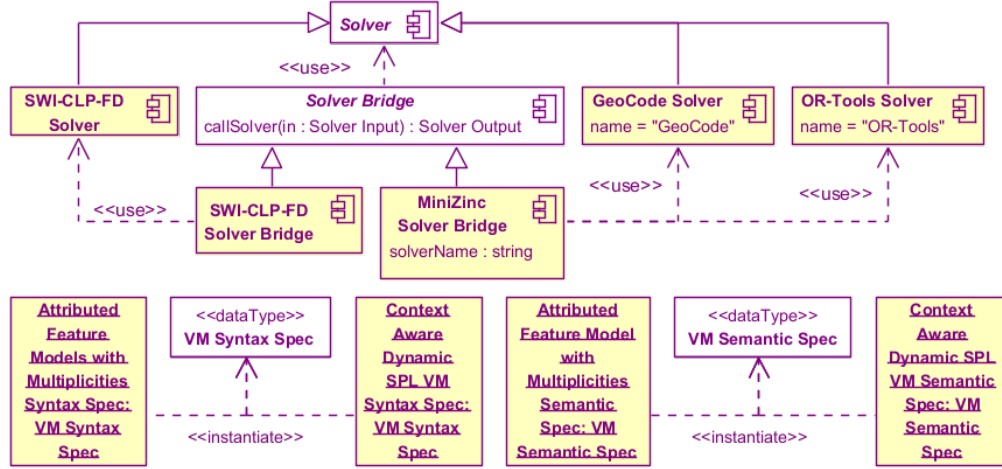 Solver
<<use>>
SWI-CLP-FD
Solver
Solver Bridge
callSolver(in : Solver Input) : Solver Output
GeoCode Solver
name = "GeoCode"
OR-Tools Solver
name = "OR-Tools"
<<use>>
SWI-CLP-FD
Solver Bridge
MiniZinc
Solver Bridge
solverName : string
<<use>>
<<use>>
Attributed
Feature
Models with
Multiplicities
Syntax Spec:
VM Syntax
Spec
<<dataType>>
VM Syntax Spec
<<instantiate>>
Context
Aware
Dynamic
SPL VM
Syntax Spec:
VM Syntax
Spec
Attributed
Feature Model
with
Multiplicities
Semantic
Spec: VM
Semantic Spec
<<dataType>>
VM Semantic Spec
<<instantiate>>
Context
Aware
Dynamic SPL
VM Semantic
Spec: VM
Semantic
Spec